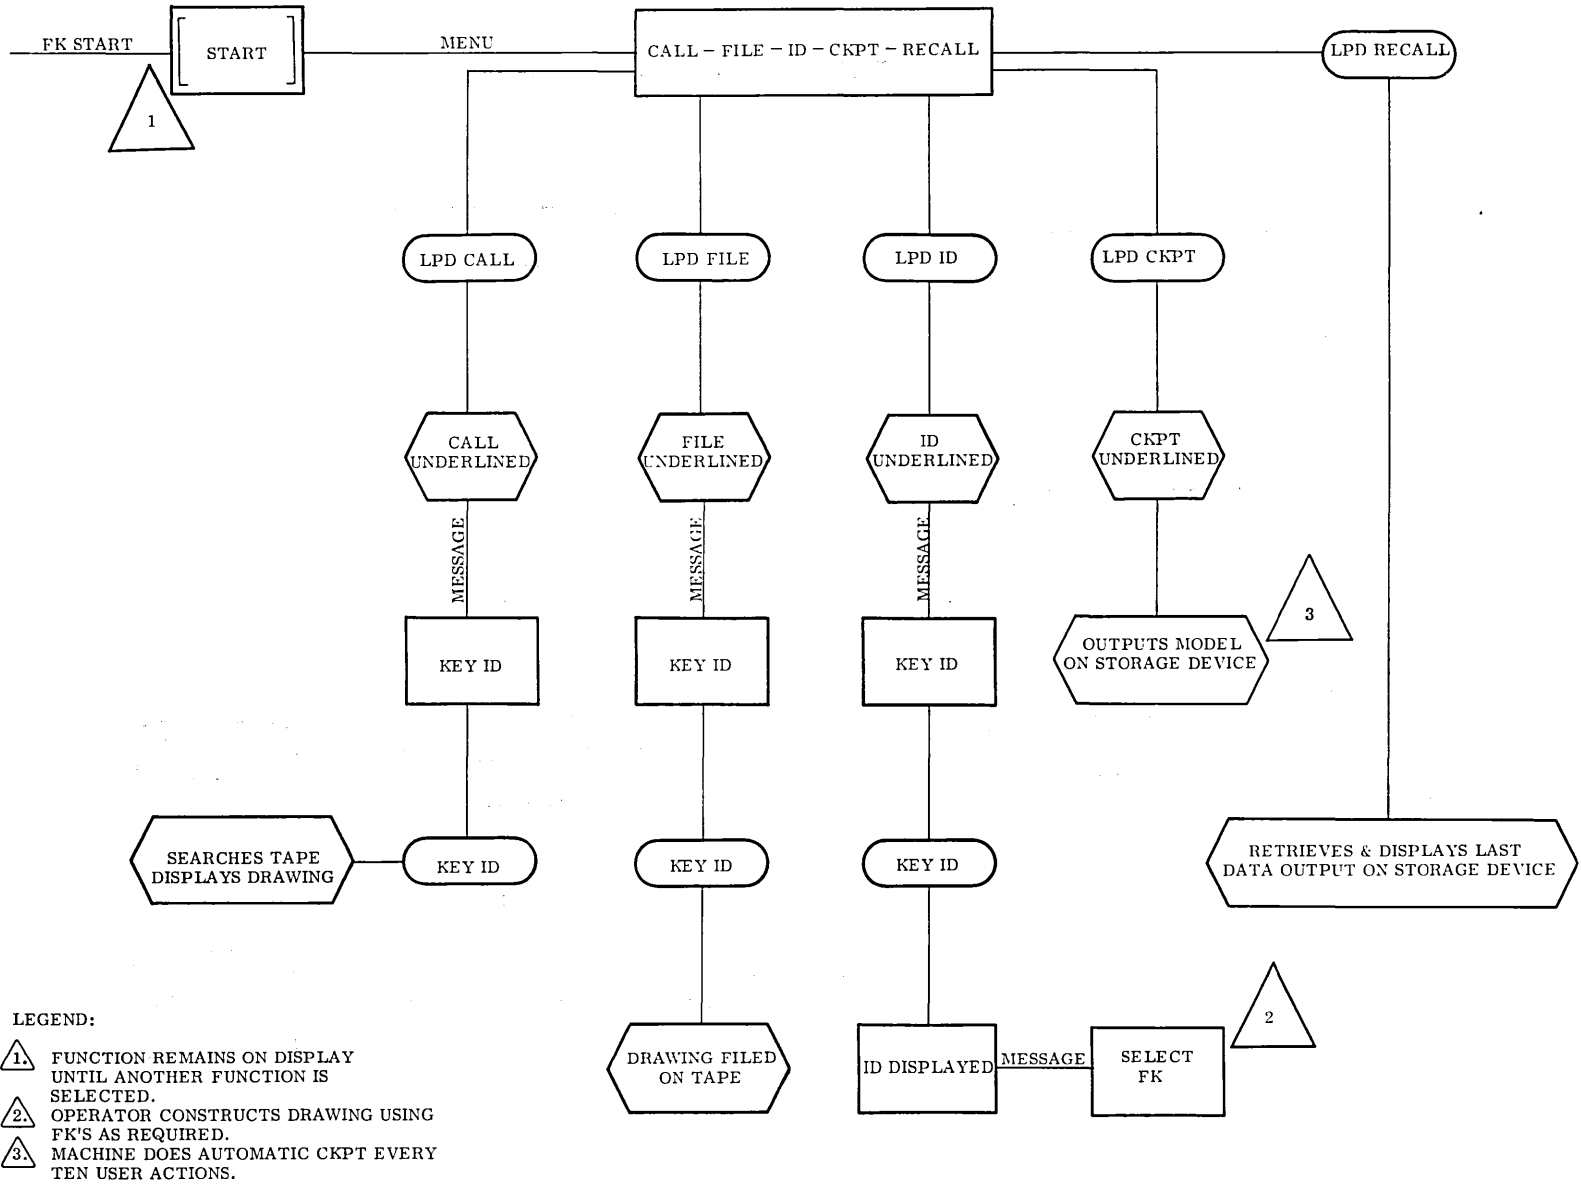 FK START
START
MENU
CALL – FILE – ID – CKPT – RECALL
LPD RECALL
1
LPD CALL
LPD FILE
LPD ID
LPD CKPT
CALL
UNDERLINED
FILE
UNDERLINED
ID
UNDERLINED
CKPT
UNDERLINED
MESSAGE
MESSAGE
MESSAGE
3
KEY ID
KEY ID
KEY ID
OUTPUTS MODEL
ON STORAGE DEVICE
SEARCHES TAPE
DISPLAYS DRAWING
KEY ID
KEY ID
KEY ID
RETRIEVES & DISPLAYS LAST
DATA OUTPUT ON STORAGE DEVICE
DRAWING FILED
ON TAPE
ID DISPLAYED
MESSAGE
SELECT
FK
2
LEGEND:
1. FUNCTION REMAINS ON DISPLAY
UNTIL ANOTHER FUNCTION IS
SELECTED.
2. OPERATOR CONSTRUCTS DRAWING USING
FK'S AS REQUIRED.
3. MACHINE DOES AUTOMATIC CKPT EVERY
TEN USER ACTIONS.